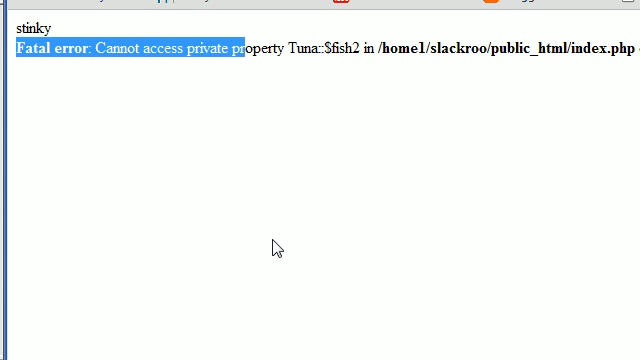 stinky
Fatal error: Cannot access private property Tuna::$fish2 in /home1/slackroo/public_html/index.php